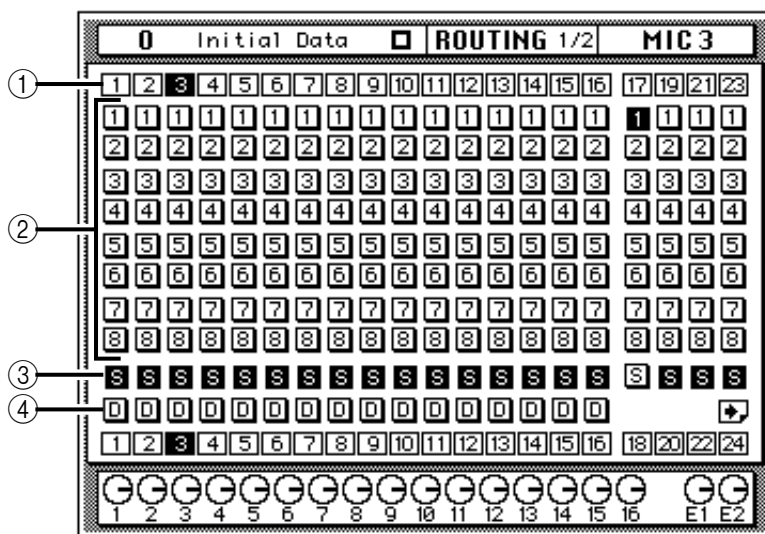 0 Initial Data ROUTING 1/2 MIC 3
① 1 2 3 4 5 6 7 8 9 10 11 12 13 14 15 16 17 19 21 23
1 1 1 1 1 1 1 1 1 1 1 1 1 1 1 1 1 1 1 1
2 2 2 2 2 2 2 2 2 2 2 2 2 2 2 2 2 2 2 2
3 3 3 3 3 3 3 3 3 3 3 3 3 3 3 3 3 3 3 3
② 4 4 4 4 4 4 4 4 4 4 4 4 4 4 4 4 4 4 4 4
5 5 5 5 5 5 5 5 5 5 5 5 5 5 5 5 5 5 5 5
6 6 6 6 6 6 6 6 6 6 6 6 6 6 6 6 6 6 6 6
7 7 7 7 7 7 7 7 7 7 7 7 7 7 7 7 7 7 7 7
8 8 8 8 8 8 8 8 8 8 8 8 8 8 8 8 8 8 8 8
③ S S S S S S S S S S S S S S S S S S S S
④ D D D D D D D D D D D D D D D D
1 2 3 4 5 6 7 8 9 10 11 12 13 14 15 16 18 20 22 24
1 2 3 4 5 6 7 8 9 10 11 12 13 14 15 16 E1 E2